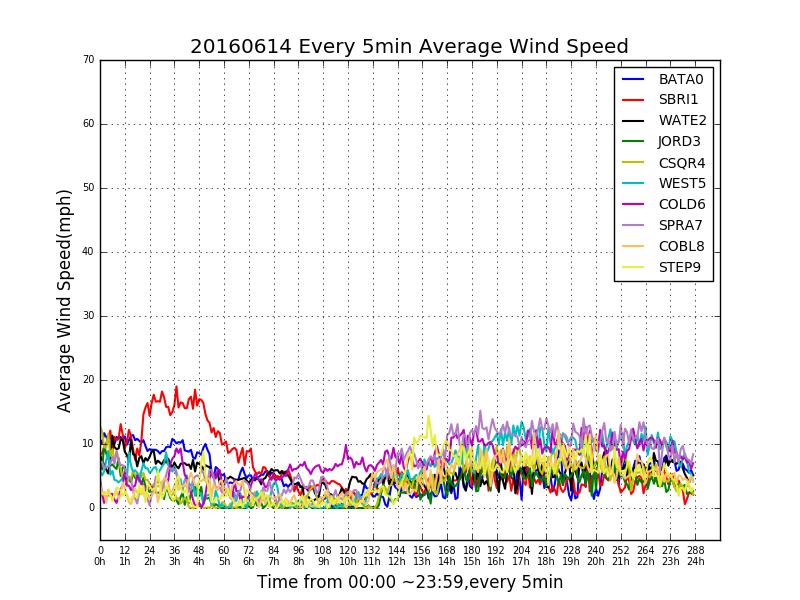 20160614 Every 5min Average Wind Speed
Average Wind Speed(mph)
70
60
50
40
30
20
10
0
BATA0
SBRI1
WATE2
JORD3
CSQR4
WEST5
COLD6
SPRA7
COBL8
STEP9
0 12 24 36 48 60 72 84 96 108 120 132 144 156 168 180 192 204 216 228 240 252 264 276 288
0h 1h 2h 3h 4h 5h 6h 7h 8h 9h 10h 11h 12h 13h 14h 15h 16h 17h 18h 19h 20h 21h 22h 23h 24h
Time from 00:00 ~23:59,every 5min